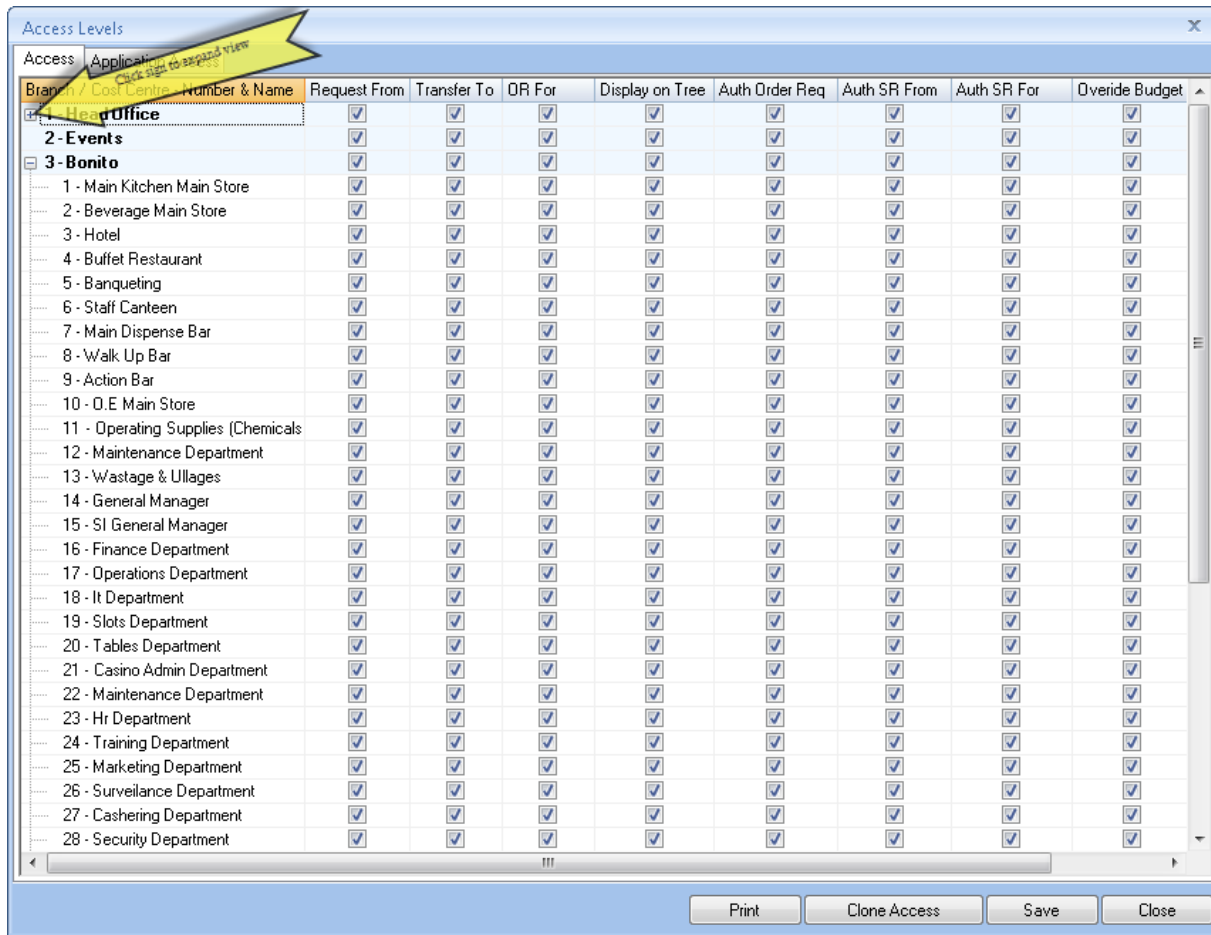 Access Levels
Access Application Access
Click sign to expand view
Branch / Cost Centre - Number & Name Request From Transfer To OR For Display on Tree Auth Order Req Auth SR From Auth SR For Overide Budget
1 - Head Office
2 - Events
3 - Bonito
1 - Main Kitchen Main Store
2 - Beverage Main Store
3 - Hotel
4 - Buffet Restaurant
5 - Banqueting
6 - Staff Canteen
7 - Main Dispense Bar
8 - Walk Up Bar
9 - Action Bar
10 - O.E Main Store
11 - Operating Supplies (Chemicals
12 - Maintenance Department
13 - Wastage & Ullages
14 - General Manager
15 - SI General Manager
16 - Finance Department
17 - Operations Department
18 - It Department
19 - Slots Department
20 - Tables Department
21 - Casino Admin Department
22 - Maintenance Department
23 - Hr Department
24 - Training Department
25 - Marketing Department
26 - Surveilance Department
27 - Cashering Department
28 - Security Department
Print Clone Access Save Close